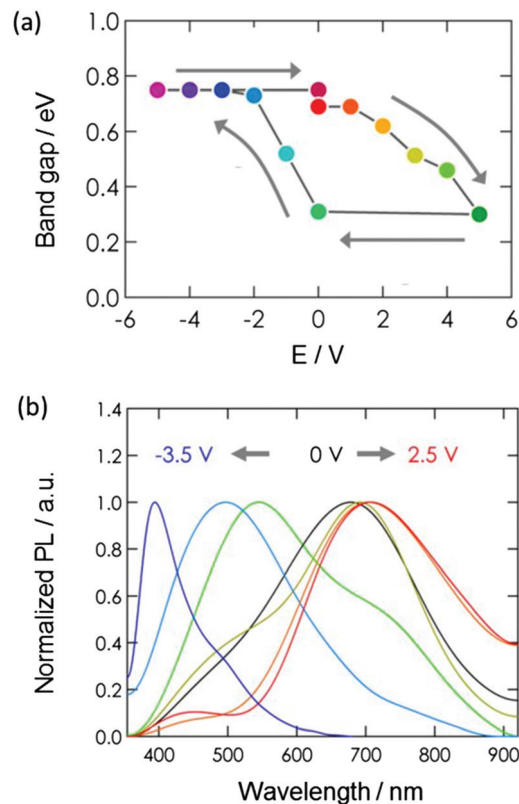 (a)
1.0
0.8
0.6
0.4
0.2
0.0
Band gap / eV
-6 -4 -2 0 2 4 6
E / V
(b)
1.4
1.2
1.0
0.8
0.6
0.4
0.2
0.0
Normalized PL / a.u.
-3.5 V 0 V 2.5 V
400 500 600 700 800 900
Wavelength / nm